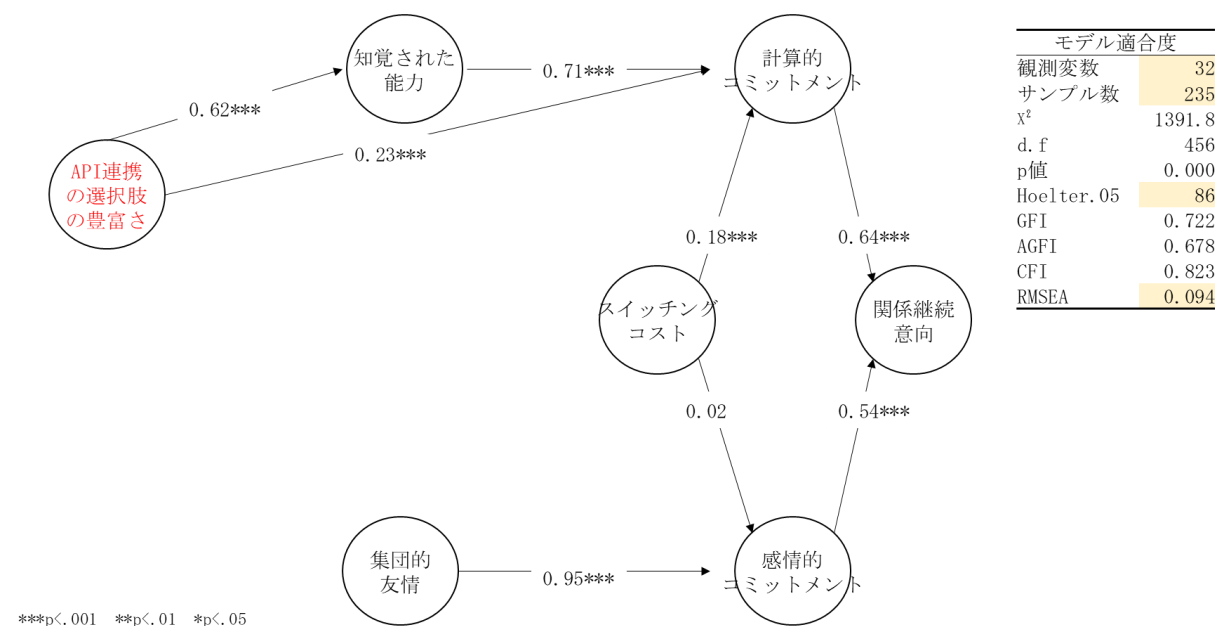 知覚された
能力
計算的
コミットメント
0.71***
0.62***
0.23***
API連携
の選択肢
の豊富さ
0.18***
0.64***
スイッチング
コスト
関係継続
意向
0.02
0.54***
集団的
友情
0.95***
感情的
コミットメント
***p<.001 **p<.01 *p<.05
モデル適合度
観測変数 32
サンプル数 235
X² 1391.8
d.f 456
p値 0.000
Hoelter.05 86
GFI 0.722
AGFI 0.678
CFI 0.823
RMSEA 0.094